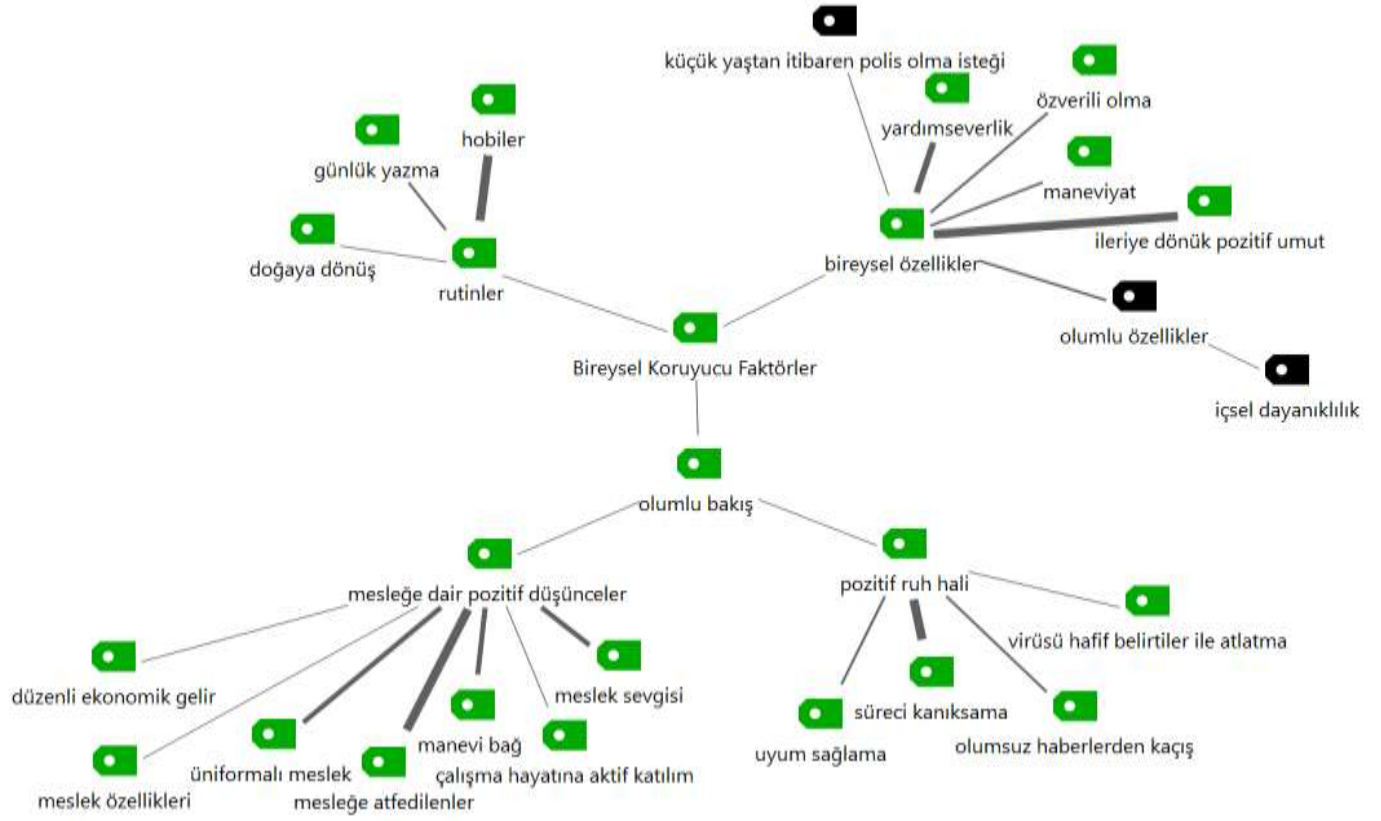 küçük yaştan itibaren polis olma isteği
özverili olma
yardımseverlik
hobiler
günlük yazma
maneviyat
ileriye dönük pozitif umut
doğaya dönüş
bireysel özellikler
rutinler
olumlu özellikler
Bireysel Koruyucu Faktörler
içsel dayanıklılık
olumlu bakış
mesleğe dair pozitif düşünceler
pozitif ruh hali
virüsü hafif belirtiler ile atlatma
düzenli ekonomik gelir
meslek sevgisi
süreci kanıksama
manevi bağ
olumsuz haberlerden kaçış
uyum sağlama
üniformalı meslek
çalışma hayatına aktif katılım
meslek özellikleri
mesleğe atfedilenler